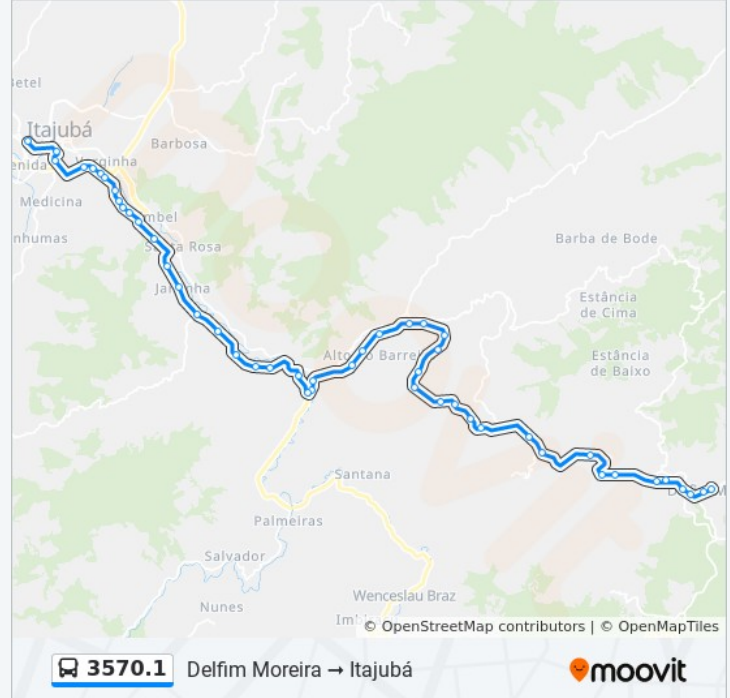 Betel
Itajubá
Barbosa
Varginha
Medicina
Santa Rosa
Barba de Bode
Estância
de Cima
Estância
de Baixo
Santana
Palmeiras
Salvador
Wenceslau Braz
Nunes
© OpenStreetMap contributors | © OpenMapTiles
3570.1 Delfim Moreira → Itajubá
moovit